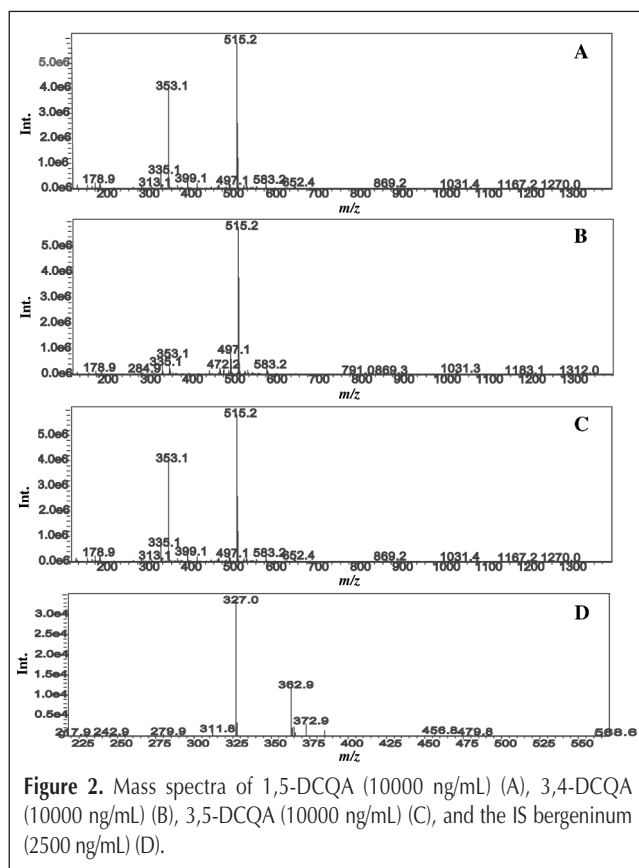 A
515.2
5.0e6
353.1
4.0e6
Int.
3.0e6
2.0e6
1.0e6
335.1
178.9 313.1 399.1 497.1 583.2 652.4 869.2 1031.4 1167.2 1270.0
0.0e6
200 300 400 500 600 700 800 900 1000 1100 1200 1300
m/z
B
515.2
5.0e6
4.0e6
Int.
3.0e6
2.0e6
1.0e6
353.1 497.1
335.1
178.9 284.9 472.2 583.2 791.0 869.3 1031.3 1183.1 1312.0
0.0e6
200 300 400 500 600 700 800 900 1000 1100 1200 1300
m/z
C
515.2
5.0e6
353.1
4.0e6
Int.
3.0e6
2.0e6
1.0e6
335.1
178.9 313.1 399.1 497.1 583.2 652.4 869.2 1031.4 1167.2 1270.0
0.0e6
200 300 400 500 600 700 800 900 1000 1100 1200 1300
m/z
D
327.0
3.0e4
2.5e4
Int.
2.0e4
1.5e4
362.9
1.0e4
0.5e4
372.9
217.9 242.9 279.9 311.8 456.8 479.8 568.6
225 250 275 300 325 350 375 400 425 450 475 500 525 550
m/z
Figure 2. Mass spectra of 1,5-DCQA (10000 ng/mL) (A), 3,4-DCQA
(10000 ng/mL) (B), 3,5-DCQA (10000 ng/mL) (C), and the IS bergeninum
(2500 ng/mL) (D).